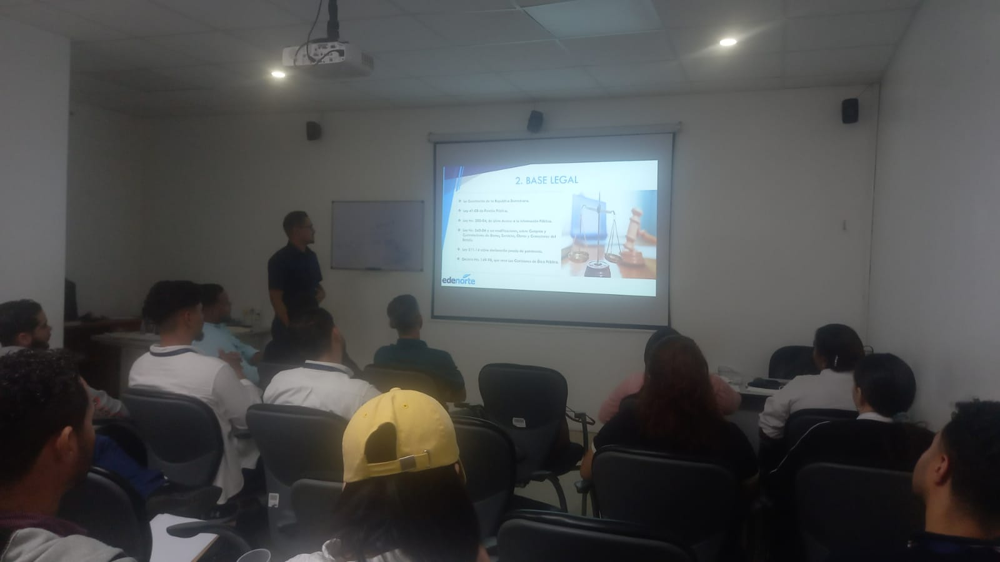 2. BASE LEGAL
La Constitución de la República Dominicana.
Ley 41-08 de Función Pública.
Ley No. 200-04, de Libre Acceso a la Información Pública.
Ley No. 340-06 y sus modificaciones, sobre Compras y
Contrataciones de Bienes, Servicios, Obras y Concesiones del
Estado.
Ley 311-14 sobre declaración jurada de patrimonio.
Decreto No. 149-98, que crea Las Comisiones de Ética Pública.
edenorte